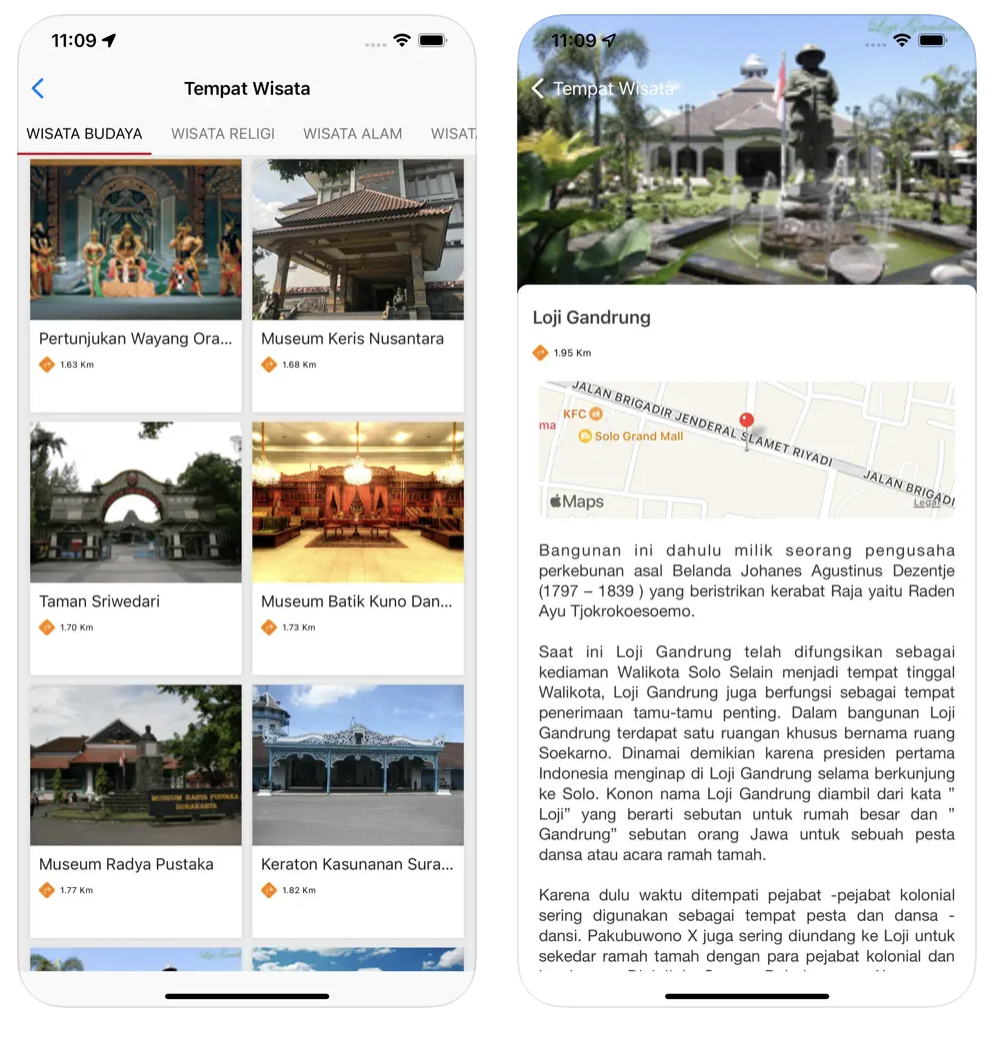 11:09
Tempat Wisata
WISATA BUDAYA
WISATA RELIGI
WISATA ALAM
WISAT
Pertunjukan Wayang Ora...
1.63 Km
Museum Keris Nusantara
1.68 Km
Taman Sriwedari
1.70 Km
Museum Batik Kuno Dan...
1.73 Km
MUSEUM RADYA PUSTAKA
SURAKARTA
Museum Radya Pustaka
1.77 Km
Keraton Kasunanan Sura...
1.82 Km
Loji Gandrung
11:09
Tempat Wisata
Loji Gandrung
1.95 Km
JALAN BRIGADIR JENDERAL SLAMET RIYADI
KFC
ma
Solo Grand Mall
JALAN BRIGADI
Maps
Legal
Bangunan ini dahulu milik seorang pengusaha
perkebunan asal Belanda Johanes Agustinus Dezentje
(1797 – 1839 ) yang beristrikan kerabat Raja yaitu Raden
Ayu Tjokrokoesoemo.
Saat ini Loji Gandrung telah difungsikan sebagai
kediaman Walikota Solo Selain menjadi tempat tinggal
Walikota, Loji Gandrung juga berfungsi sebagai tempat
penerimaan tamu-tamu penting. Dalam bangunan Loji
Gandrung terdapat satu ruangan khusus bernama ruang
Soekarno. Dinamai demikian karena presiden pertama
Indonesia menginap di Loji Gandrung selama berkunjung
ke Solo. Konon nama Loji Gandrung diambil dari kata ”
Loji” yang berarti sebutan untuk rumah besar dan ”
Gandrung” sebutan orang Jawa untuk sebuah pesta
dansa atau acara ramah tamah.
Karena dulu waktu ditempati pejabat -pejabat kolonial
sering digunakan sebagai tempat pesta dan dansa -
dansi. Pakubuwono X juga sering diundang ke Loji untuk
sekedar ramah tamah dengan para pejabat kolonial dan